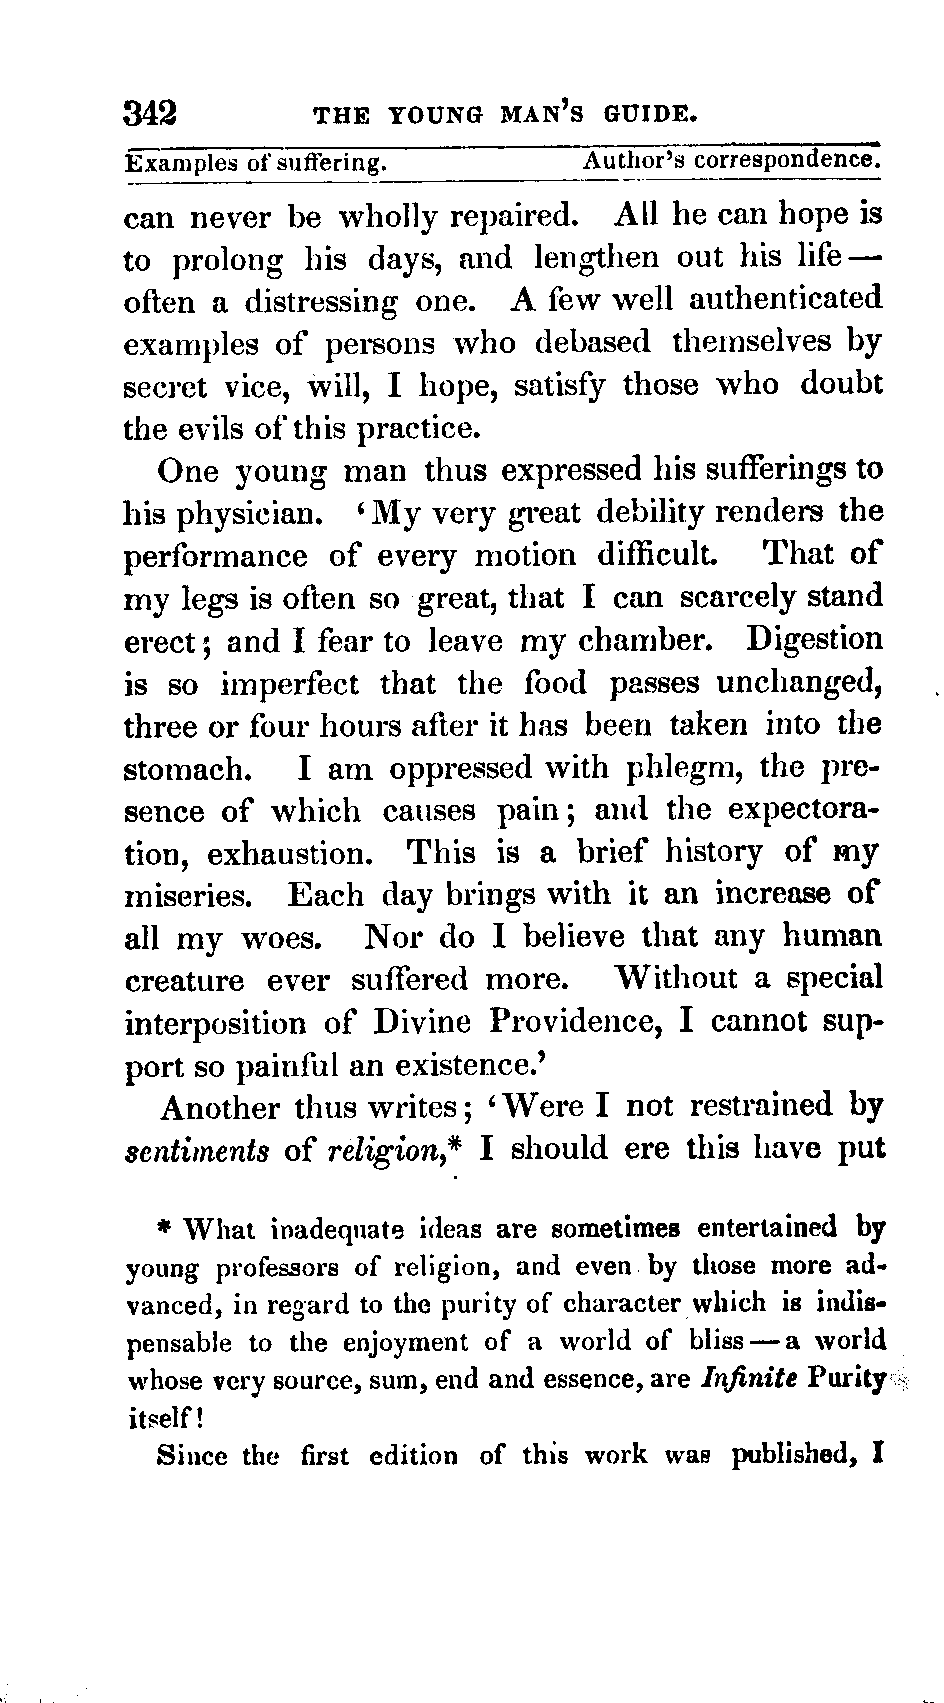 342 THE YOUNG MAN'S GUIDE.
Examples of suffering. Author's correspondence.
can never be wholly repaired. All he can hope is
to prolong his days, and lengthen out his life—
often a distressing one. A few well authenticated
examples of persons who debased themselves by
secret vice, will, I hope, satisfy those who doubt
the evils of this practice.
One young man thus expressed his sufferings to
his physician. 'My very great debility renders the
performance of every motion difficult. That of
my legs is often so great, that I can scarcely stand
erect; and I fear to leave my chamber. Digestion
is so imperfect that the food passes unchanged,
three or four hours after it has been taken into the
stomach. I am oppressed with phlegm, the pre-
sence of which causes pain; and the expectora-
tion, exhaustion. This is a brief history of my
miseries. Each day brings with it an increase of
all my woes. Nor do I believe that any human
creature ever suffered more. Without a special
interposition of Divine Providence, I cannot sup-
port so painful an existence.'
Another thus writes; 'Were I not restrained by
sentiments of religion,* I should ere this have put
* What inadequate ideas are sometimes entertained by
young professors of religion, and even by those more ad-
vanced, in regard to the purity of character which is indis-
pensable to the enjoyment of a world of bliss—a world
whose very source, sum, end and essence, are Infinite Purity
itself!
Since the first edition of this work was published, I